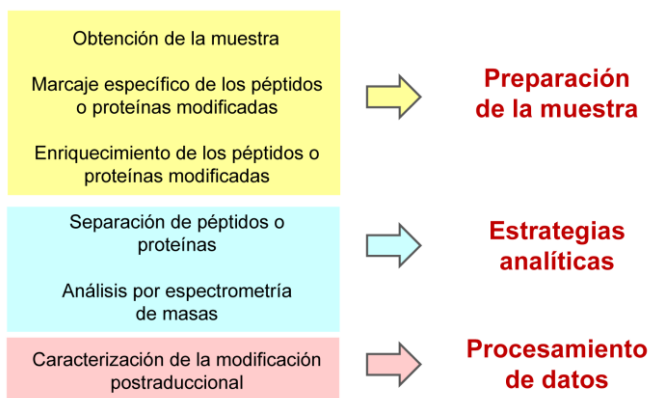 Obtención de la muestra
Marcaje específico de los péptidos
o proteínas modificadas
Enriquecimiento de los péptidos o
proteínas modificadas
Preparación
de la muestra
Separación de péptidos o
proteínas
Análisis por espectrometría
de masas
Estrategias
analíticas
Caracterización de la modificación
postraduccional
Procesamiento
de datos